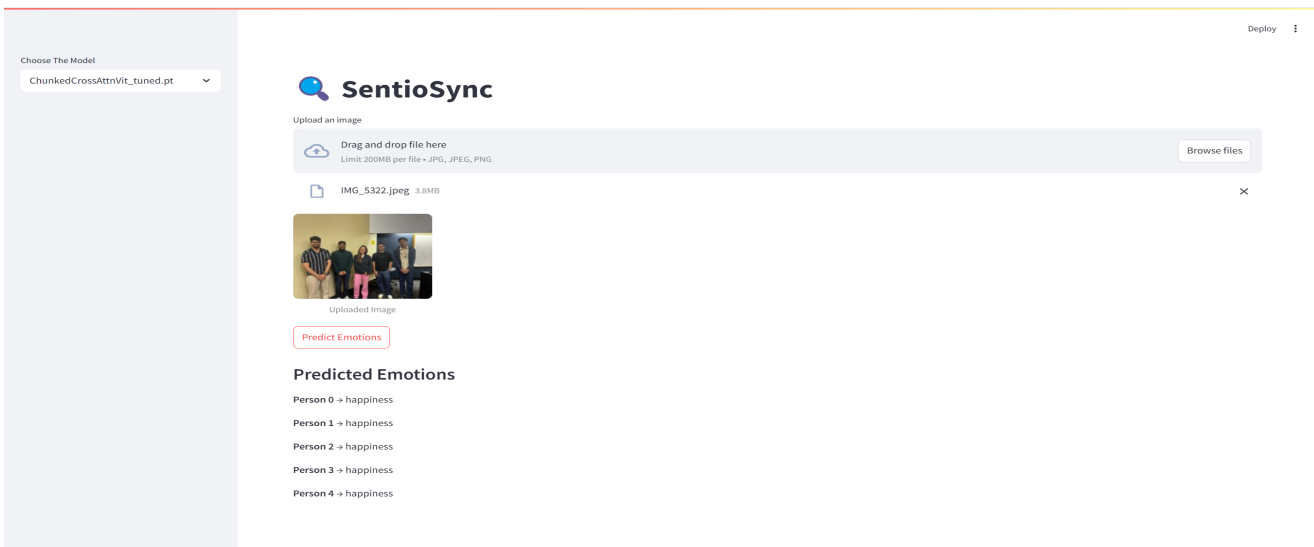 Deploy
Choose The Model
ChunkedCrossAttnVit_tuned.pt
SentioSync
Upload an image
Drag and drop file here
Limit 200MB per file • JPG, JPEG, PNG
Browse files
IMG_5322.jpeg 3.8MB
Uploaded Image
Predict Emotions
Predicted Emotions
Person 0 → happiness
Person 1 → happiness
Person 2 → happiness
Person 3 → happiness
Person 4 → happiness